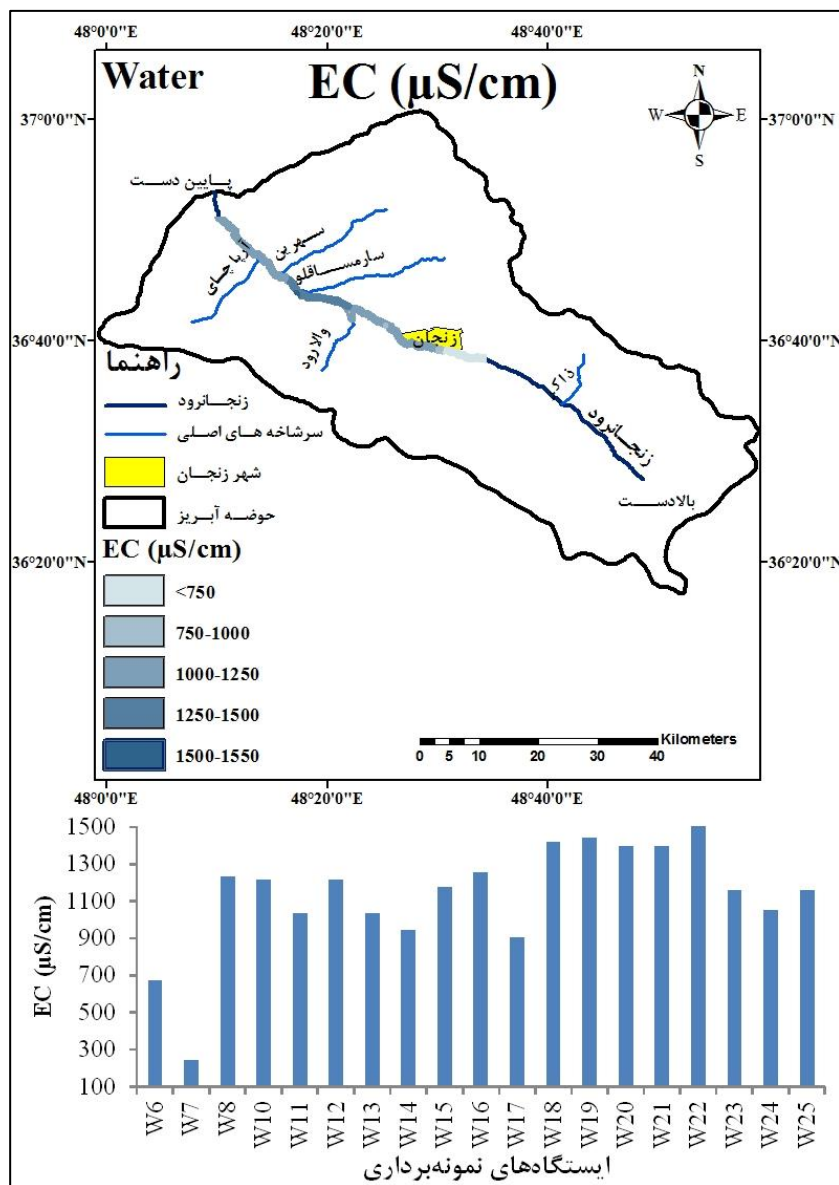 48°0'0"E 48°20'0"E 48°40'0"E
Water EC (µS/cm)
N
W E
S
37°0'0"N 37°0'0"N
پایین دست
سهرین
آرپاچای
سارمساقلو
36°40'0"N 36°40'0"N
زنجان
والارود
زاکر
زنجانرود
بالادست
راهنما
زنجانرود
سرشاخه های اصلی
شهر زنجان
حوضه آبریز
36°20'0"N 36°20'0"N
EC (µS/cm)
<750
750-1000
1000-1250
1250-1500
1500-1550
Kilometers
0 5 10 20 30 40
48°0'0"E 48°20'0"E 48°40'0"E
EC (µS/cm)
1500
1300
1100
900
700
500
300
100
W6 W7 W8 W10 W11 W12 W13 W14 W15 W16 W17 W18 W19 W20 W21 W22 W23 W24 W25
ایستگاه‌های نمونه‌برداری